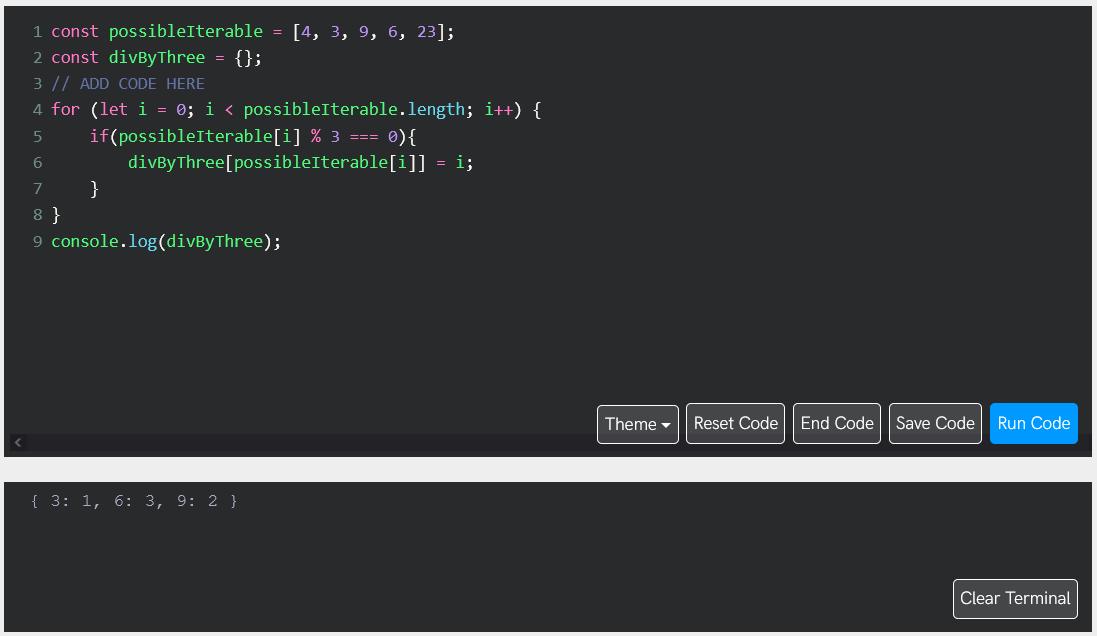 1 const possibleIterable = [4, 3, 9, 6, 23];
2 const divByThree = {};
3 // ADD CODE HERE
4 for (let i = 0; i < possibleIterable.length; i++) {
5     if(possibleIterable[i] % 3 === 0){
6         divByThree[possibleIterable[i]] = i;
7     }
8 }
9 console.log(divByThree);
Theme Reset Code End Code Save Code Run Code
{ 3: 1, 6: 3, 9: 2 }
Clear Terminal